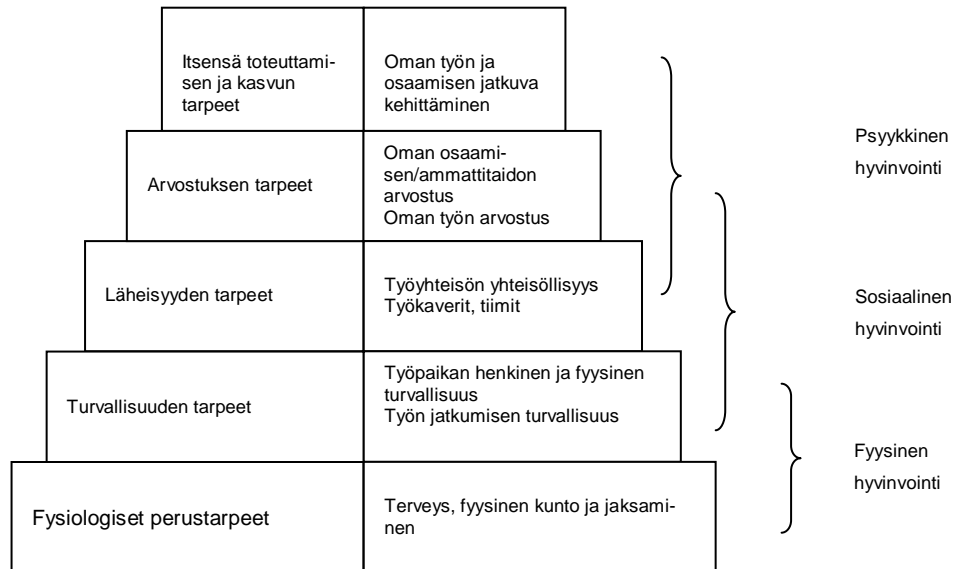 Itsensä toteuttami-
sen ja kasvun
tarpeet
Oman työn ja
osaamisen jatkuva
kehittäminen
Psyykkinen
hyvinvointi
Arvostuksen tarpeet
Oman osaami-
sen/ammattitaidon
arvostus
Oman työn arvostus
Läheisyyden tarpeet
Työyhteisön yhteisöllisyys
Työkaverit, tiimit
Sosiaalinen
hyvinvointi
Turvallisuuden tarpeet
Työpaikan henkinen ja fyysinen
turvallisuus
Työn jatkumisen turvallisuus
Fyysinen
hyvinvointi
Fysiologiset perustarpeet
Terveys, fyysinen kunto ja jaksami-
nen